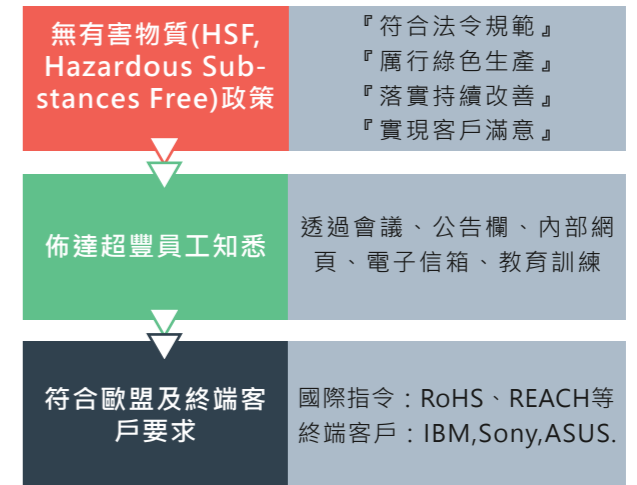 無有害物質(HSF,
Hazardous Sub-
stances Free)政策
『符合法令規範』
『厲行綠色生產』
『落實持續改善』
『實現客戶滿意』
佈達超豐員工知悉
透過會議、公告欄、內部網
頁、電子信箱、教育訓練
符合歐盟及終端客
戶要求
國際指令：RoHS、REACH等
終端客戶：IBM,Sony,ASUS.